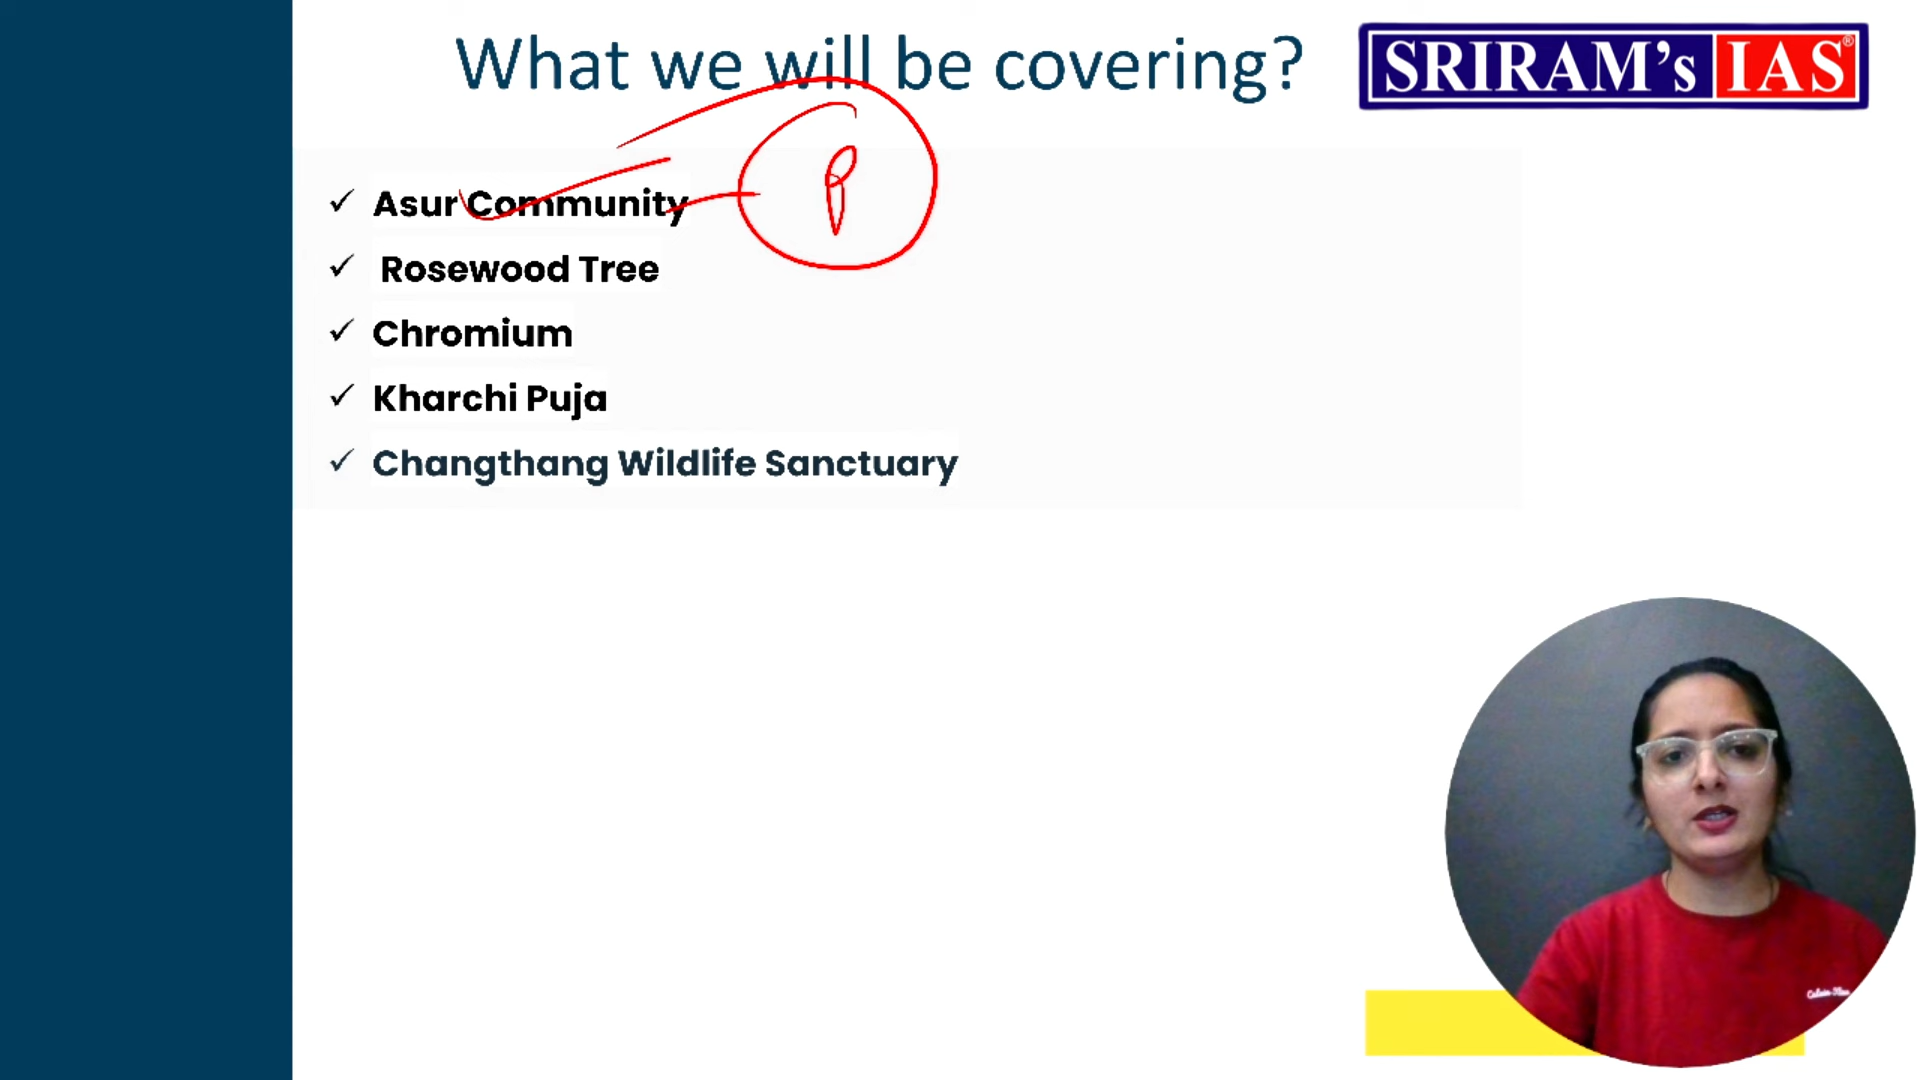 What we will be covering?
SRIRAM's IAS®
✓ Asur Community
✓ Rosewood Tree
✓ Chromium
✓ Kharchi Puja
✓ Changthang Wildlife Sanctuary